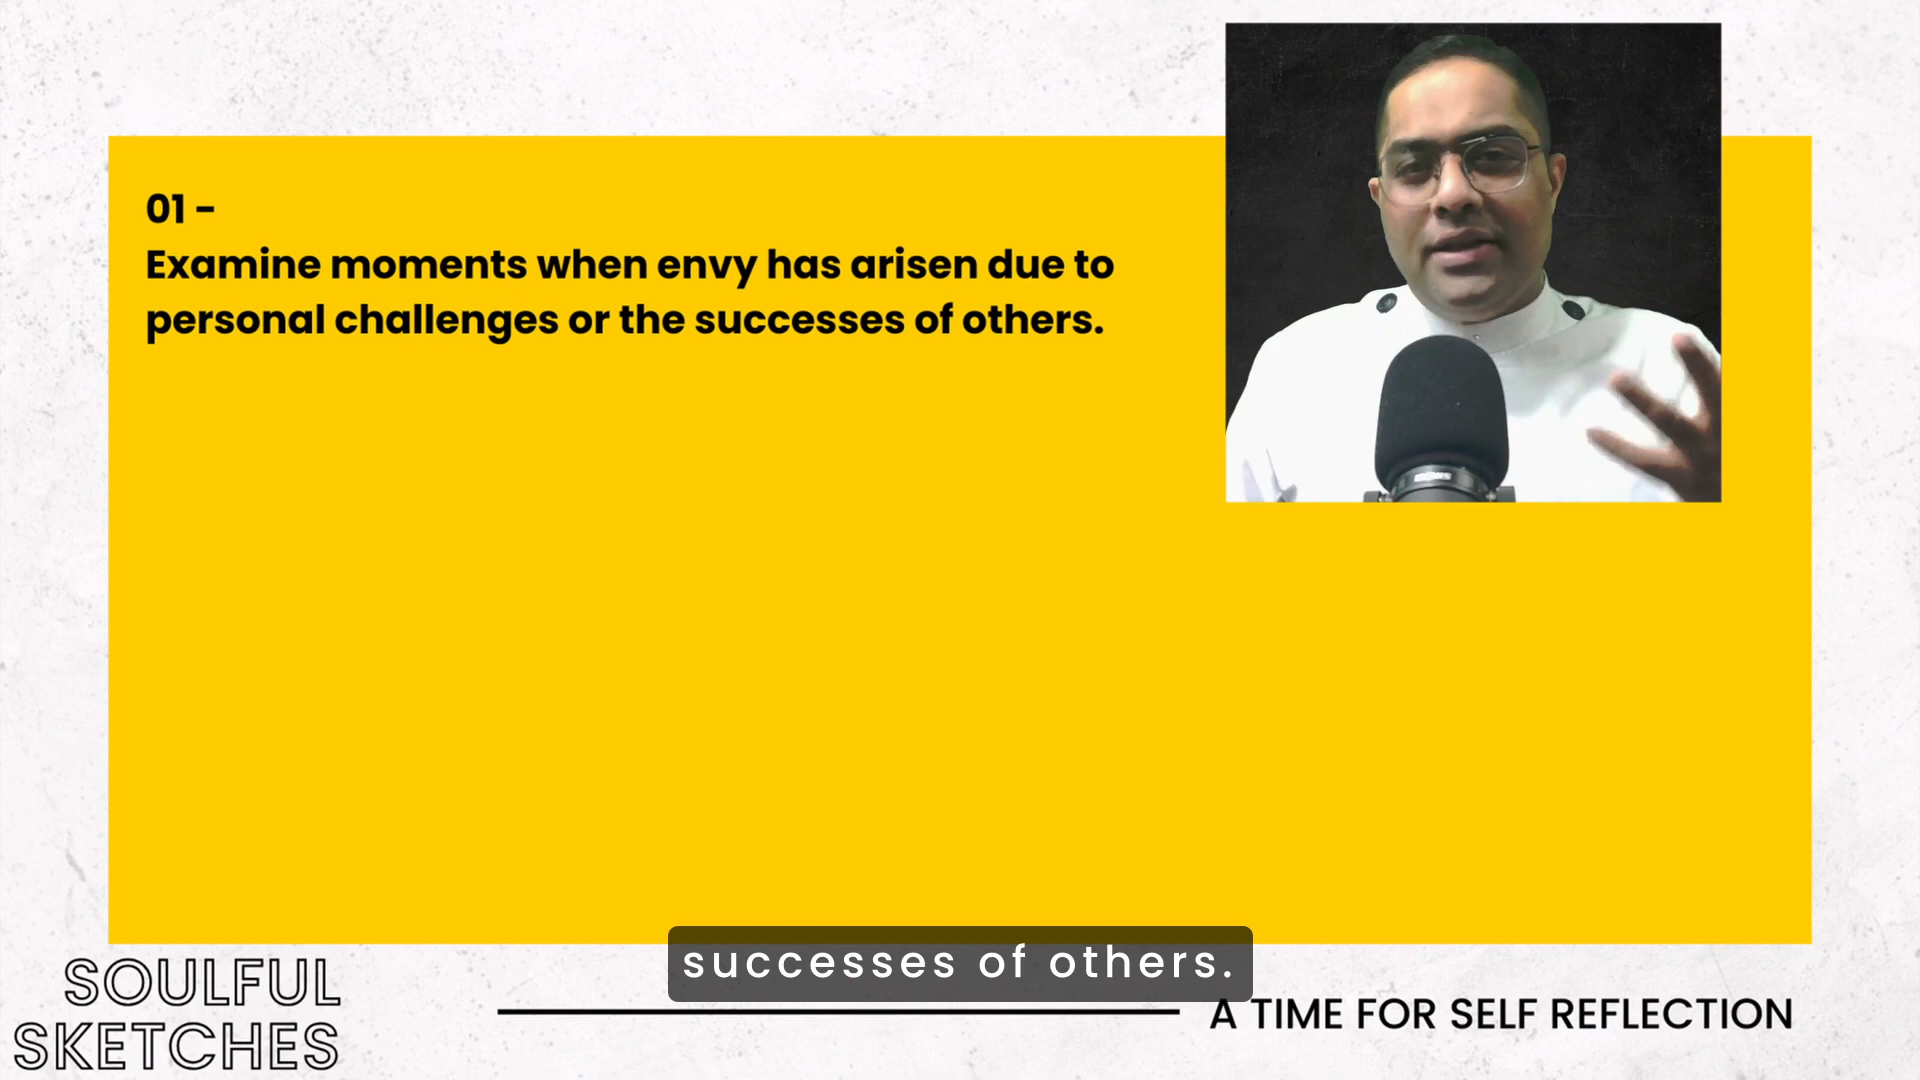 01 -
Examine moments when envy has arisen due to
personal challenges or the successes of others.
successes of others.
SOULFUL
SKETCHES
A TIME FOR SELF REFLECTION